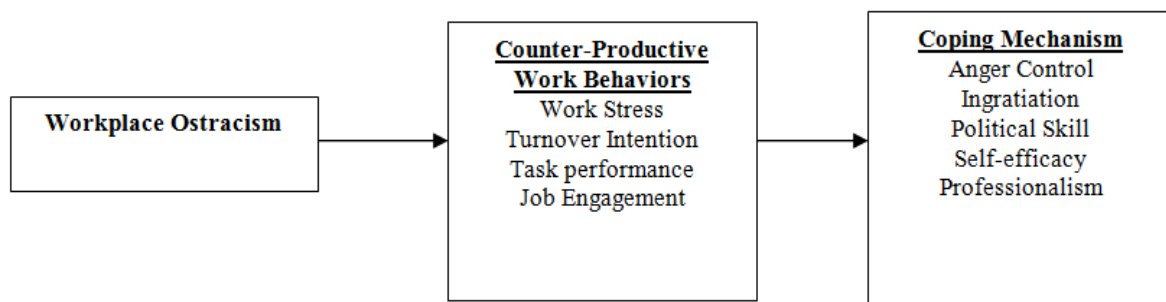 Workplace Ostracism
Counter-Productive
Work Behaviors
Work Stress
Turnover Intention
Task performance
Job Engagement
Coping Mechanism
Anger Control
Ingratiation
Political Skill
Self-efficacy
Professionalism